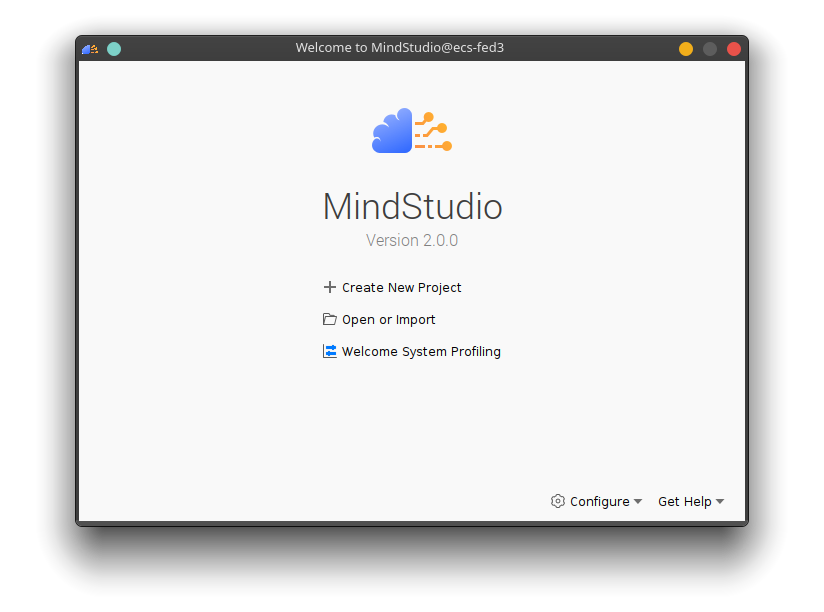 Welcome to MindStudio@ecs-fed3
MindStudio
Version 2.0.0
Create New Project
Open or Import
Welcome System Profiling
Configure
Get Help